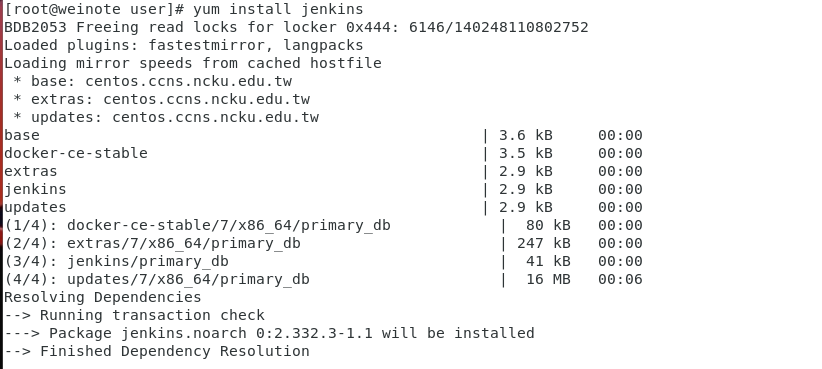 [root@weinote user]# yum install jenkins
BDB2053 Freeing read locks for locker 0x444: 6146/140248110802752
Loaded plugins: fastestmirror, langpacks
Loading mirror speeds from cached hostfile
 * base: centos.ccns.ncku.edu.tw
 * extras: centos.ccns.ncku.edu.tw
 * updates: centos.ccns.ncku.edu.tw
base                                                 | 3.6 kB     00:00
docker-ce-stable                                     | 3.5 kB     00:00
extras                                               | 2.9 kB     00:00
jenkins                                              | 2.9 kB     00:00
updates                                              | 2.9 kB     00:00
(1/4): docker-ce-stable/7/x86_64/primary_db            |  80 kB   00:00
(2/4): extras/7/x86_64/primary_db                      | 247 kB   00:00
(3/4): jenkins/primary_db                              |  41 kB   00:00
(4/4): updates/7/x86_64/primary_db                     |  16 MB   00:06
Resolving Dependencies
--> Running transaction check
---> Package jenkins.noarch 0:2.332.3-1.1 will be installed
--> Finished Dependency Resolution